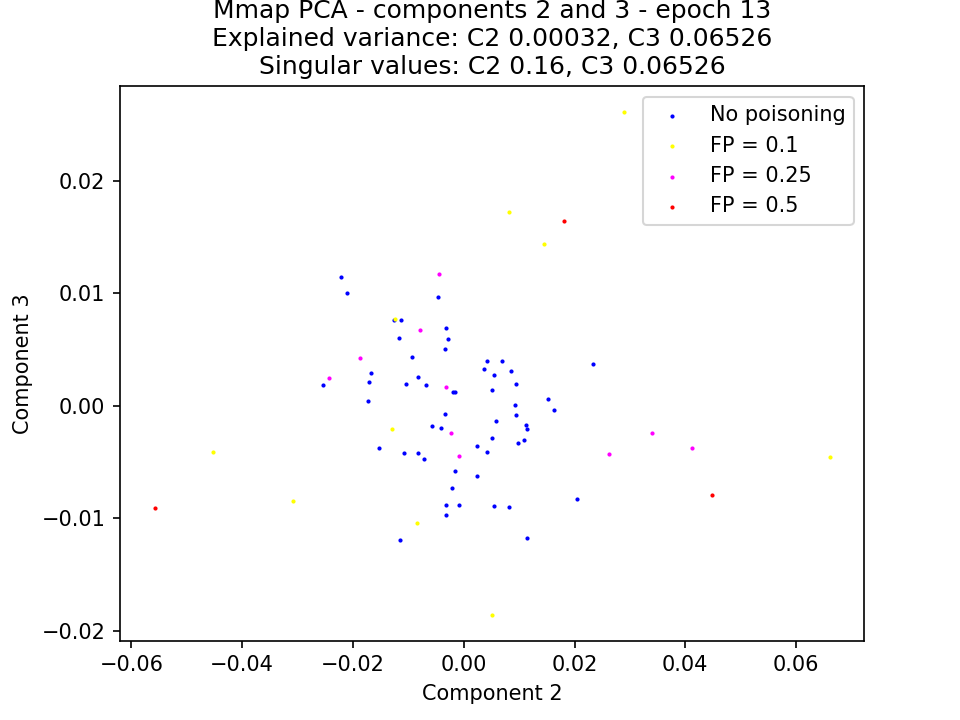 Mmap PCA - components 2 and 3 - epoch 13
Explained variance: C2 0.00032, C3 0.06526
Singular values: C2 0.16, C3 0.06526
No poisoning
FP = 0.1
FP = 0.25
FP = 0.5
0.02
0.01
0.00
−0.01
−0.02
Component 3
−0.06 −0.04 −0.02 0.00 0.02 0.04 0.06
Component 2